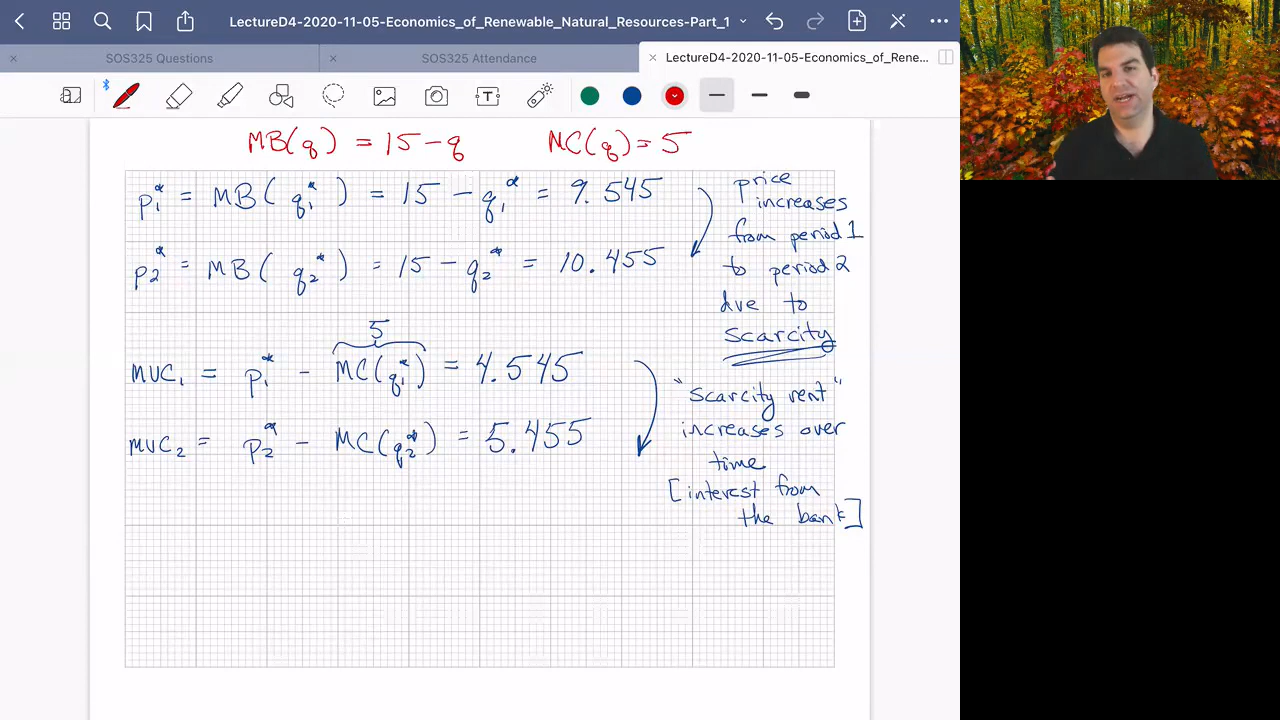 LectureD4-2020-11-05-Economics_of_Renewable_Natural_Resources-Part_1
SOS325 Questions
SOS325 Attendance
LectureD4-2020-11-05-Economics_of_Rene...
MB(q) = 15 - q
MC(q) = 5
p₁* = MB(q₁*) = 15 - q₁* = 9.545
p₂* = MB(q₂*) = 15 - q₂* = 10.455
price
increases
from period 1
to period 2
due to
scarcity
5
MUC₁ = p₁* - MC(q₁*) = 4.545
MUC₂ = p₂* - MC(q₂*) = 5.455
"scarcity rent"
increases over
time
[interest from
the bank]